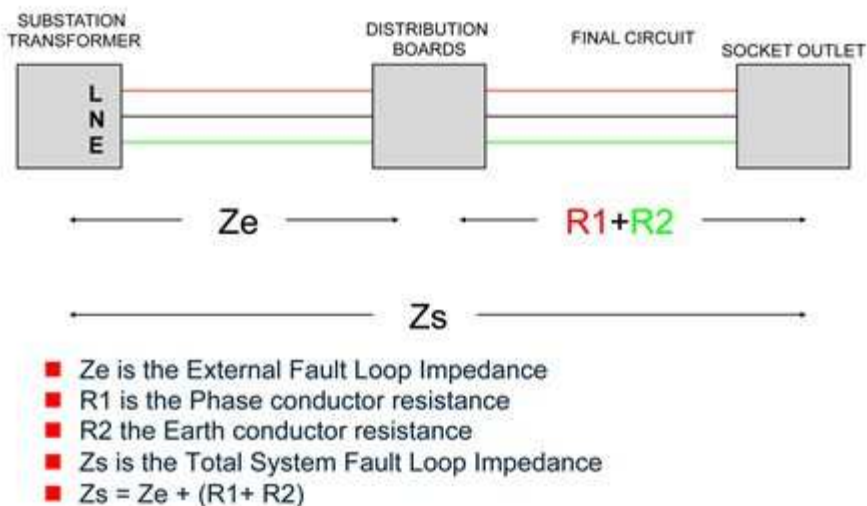 SUBSTATION
TRANSFORMER
DISTRIBUTION
BOARDS
FINAL CIRCUIT
SOCKET OUTLET
L
N
E
Ze
R1+R2
Zs
Ze is the External Fault Loop Impedance
R1 is the Phase conductor resistance
R2 the Earth conductor resistance
Zs is the Total System Fault Loop Impedance
Zs = Ze + (R1+ R2)